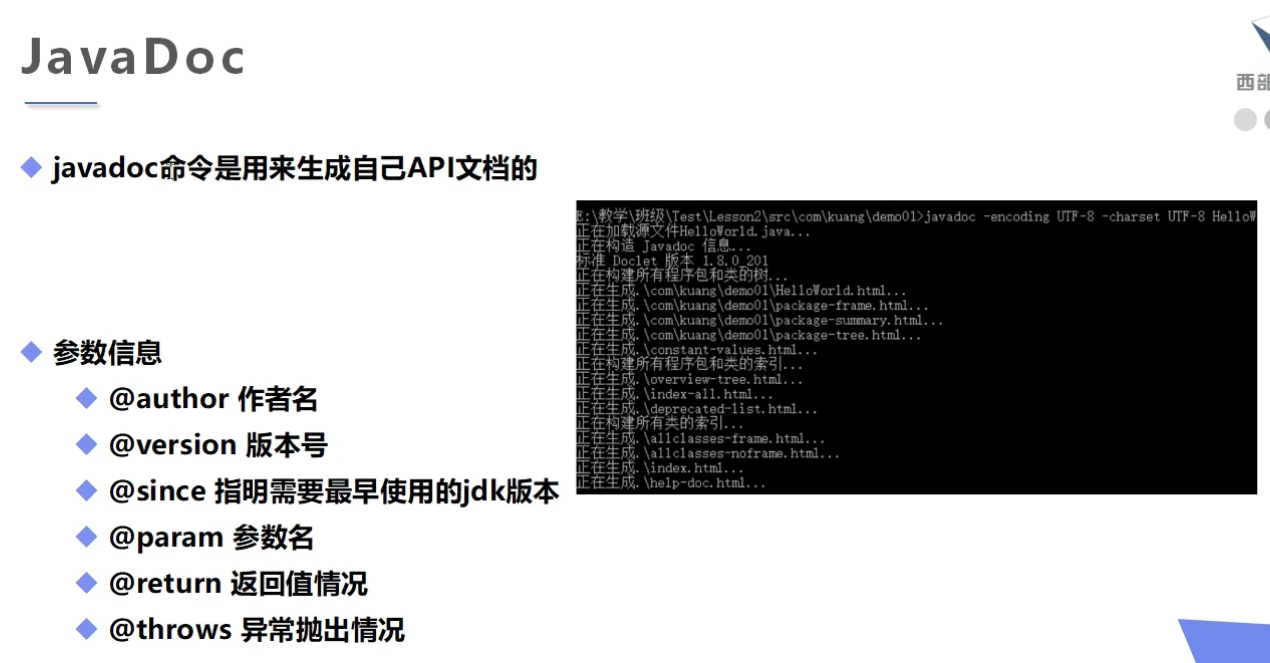 JavaDoc
西部
javadoc命令是用来生成自己API文档的
E:\教学\班级\Test\Lesson2\src\com\kuang\demo01>javadoc -encoding UTF-8 -charset UTF-8 HelloW
正在加载源文件HelloWorld.java...
正在构造 Javadoc 信息...
标准 Doclet 版本 1.8.0_201
正在构建所有程序包和类的树...
正在生成.\com\kuang\demo01\HelloWorld.html...
正在生成.\com\kuang\demo01\package-frame.html...
正在生成.\com\kuang\demo01\package-summary.html...
正在生成.\com\kuang\demo01\package-tree.html...
正在生成.\constant-values.html...
正在构建所有程序包和类的索引...
正在生成.\overview-tree.html...
正在生成.\index-all.html...
正在生成.\deprecated-list.html...
正在构建所有类的索引...
正在生成.\allclasses-frame.html...
正在生成.\allclasses-noframe.html...
正在生成.\index.html...
正在生成.\help-doc.html...
参数信息
@author 作者名
@version 版本号
@since 指明需要最早使用的jdk版本
@param 参数名
@return 返回值情况
@throws 异常抛出情况